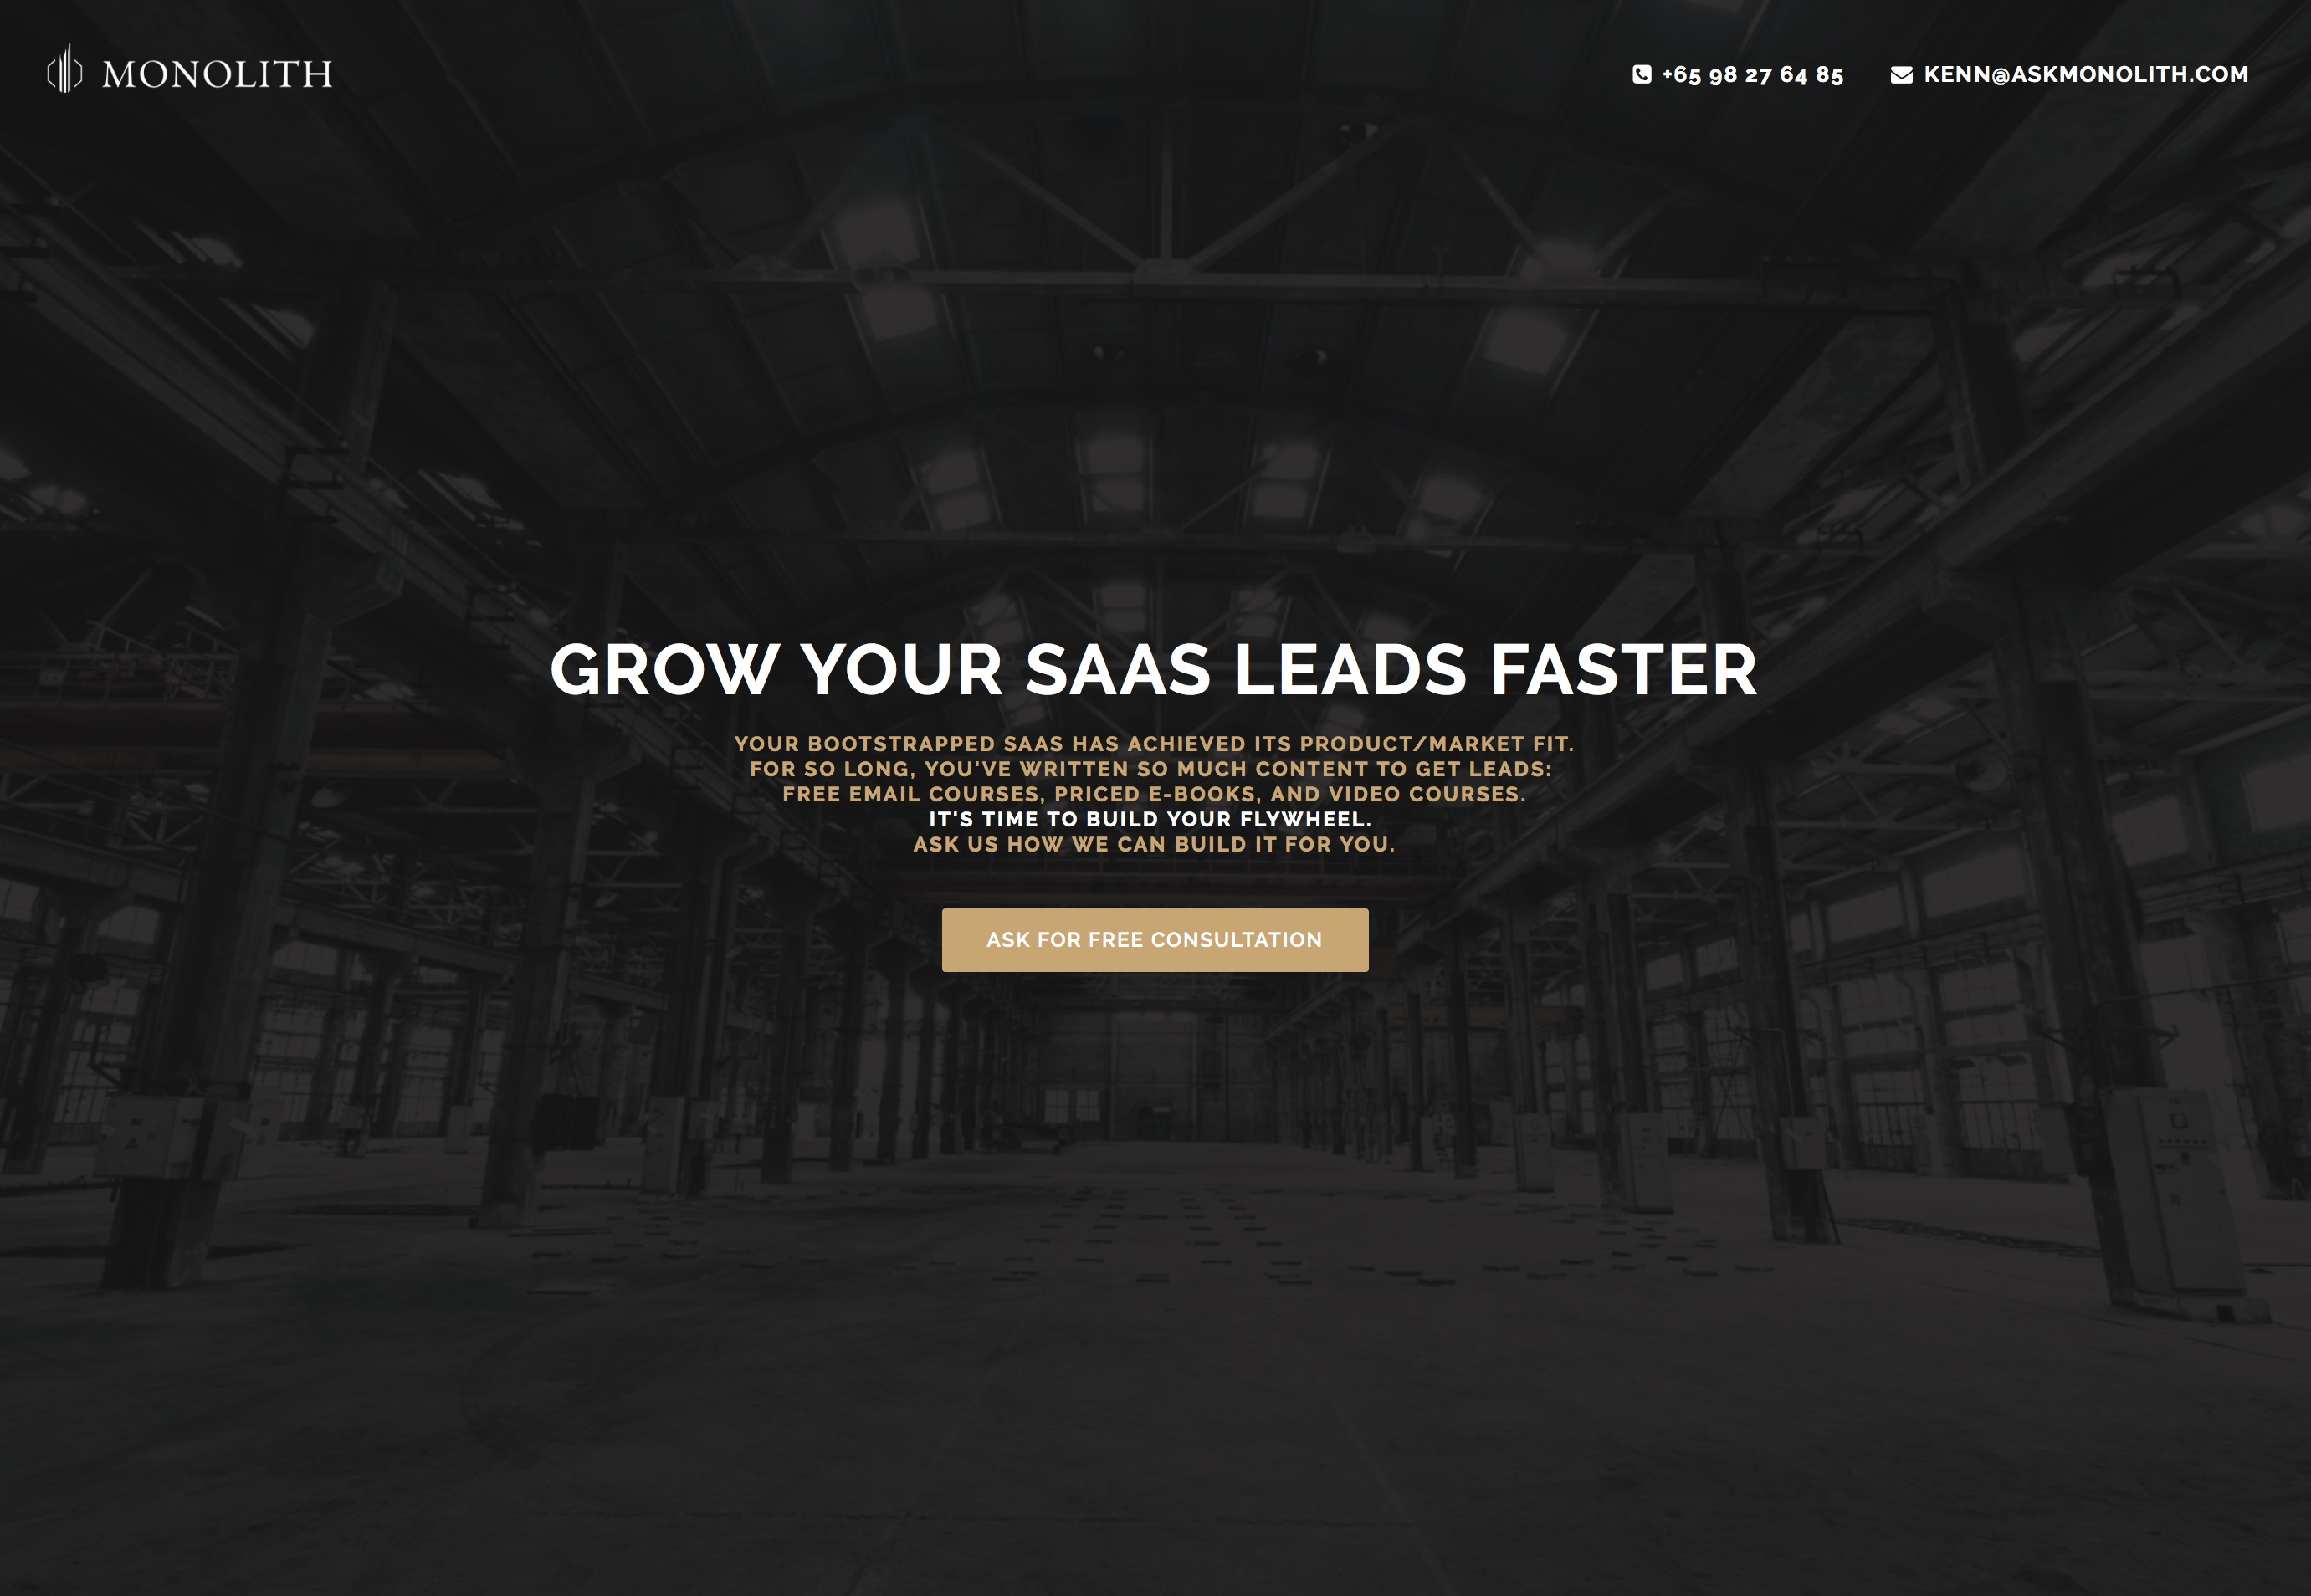 MONOLITH
+65 98 27 64 85
KENN@ASKMONOLITH.COM
GROW YOUR SAAS LEADS FASTER
YOUR BOOTSTRAPPED SAAS HAS ACHIEVED ITS PRODUCT/MARKET FIT.
FOR SO LONG, YOU'VE WRITTEN SO MUCH CONTENT TO GET LEADS:
FREE EMAIL COURSES, PRICED E-BOOKS, AND VIDEO COURSES.
IT'S TIME TO BUILD YOUR FLYWHEEL.
ASK US HOW WE CAN BUILD IT FOR YOU.
ASK FOR FREE CONSULTATION